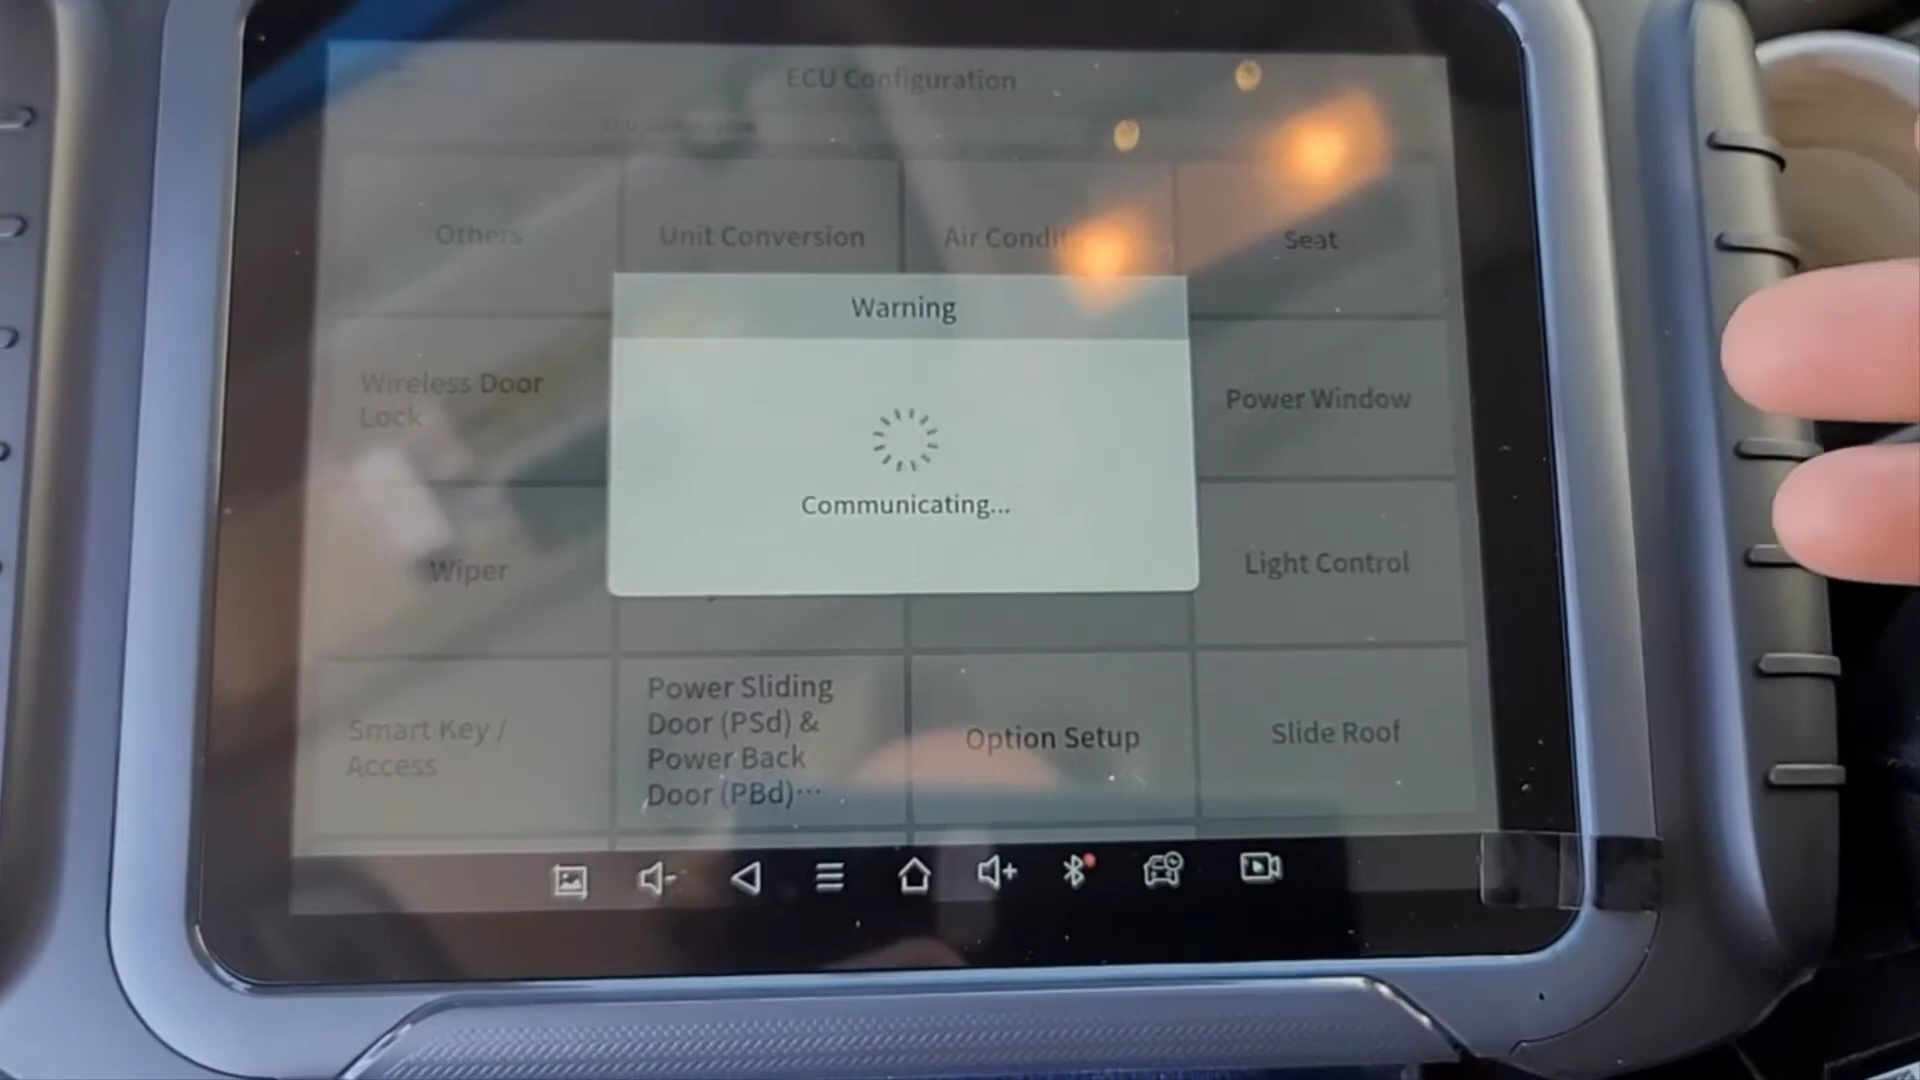 ECU Configuration
Others
Unit Conversion
Air Condit
Seat
Warning
Wireless Door
Lock
Power Window
Communicating...
Wiper
Light Control
Smart Key /
Access
Power Sliding
Door (PSd) &
Power Back
Door (PBd)···
Option Setup
Slide Roof